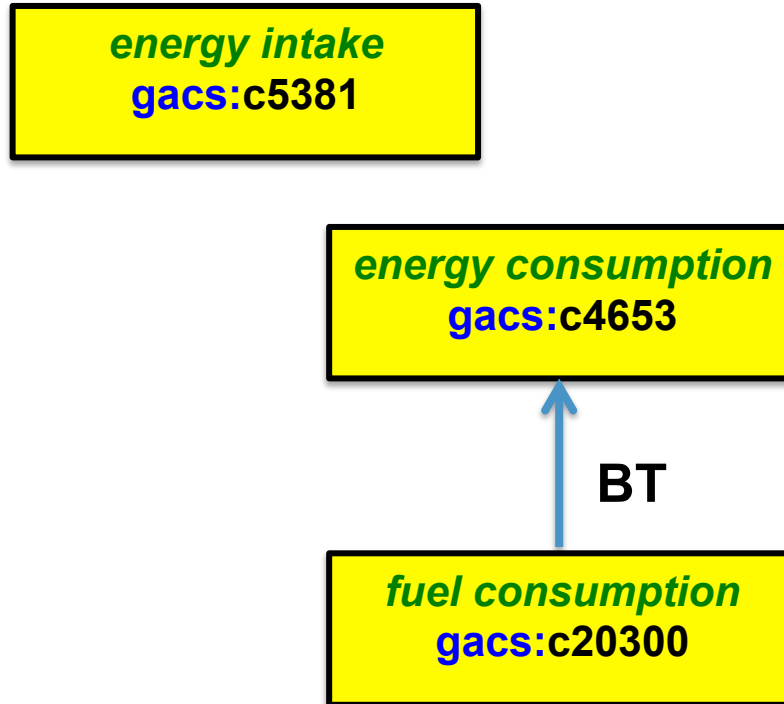 energy intake
gacs:c5381
energy consumption
gacs:c4653
BT
fuel consumption
gacs:c20300